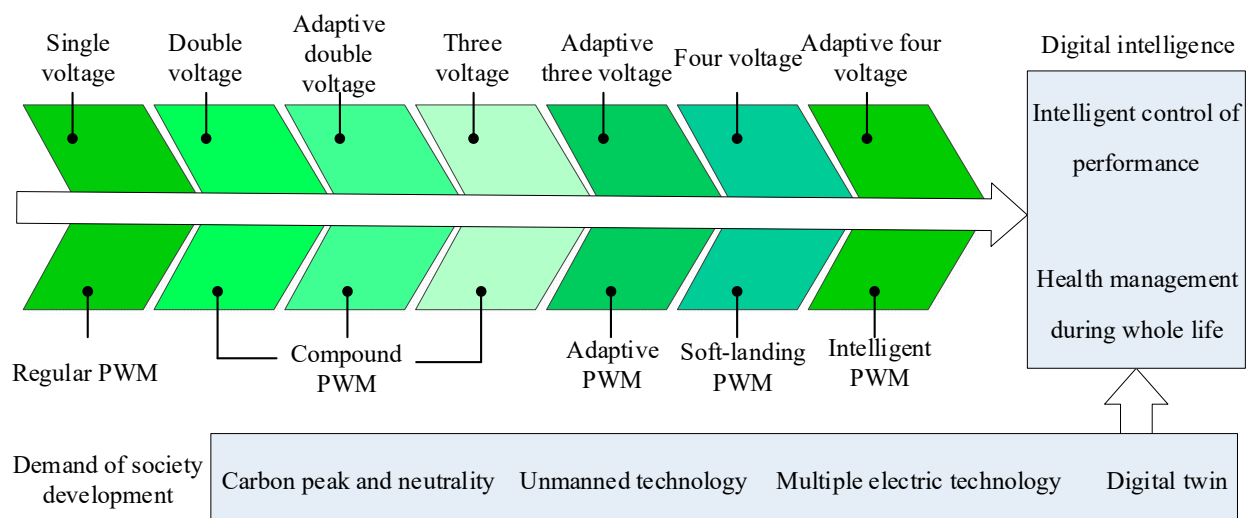 Single
voltage
Double
voltage
Adaptive
double
voltage
Three
voltage
Adaptive
three voltage
Four voltage
Adaptive four
voltage
Digital intelligence
Intelligent control of
performance
Health management
during whole life
Regular PWM
Compound
PWM
Adaptive
PWM
Soft-landing
PWM
Intelligent
PWM
Demand of society
development
Carbon peak and neutrality
Unmanned technology
Multiple electric technology
Digital twin